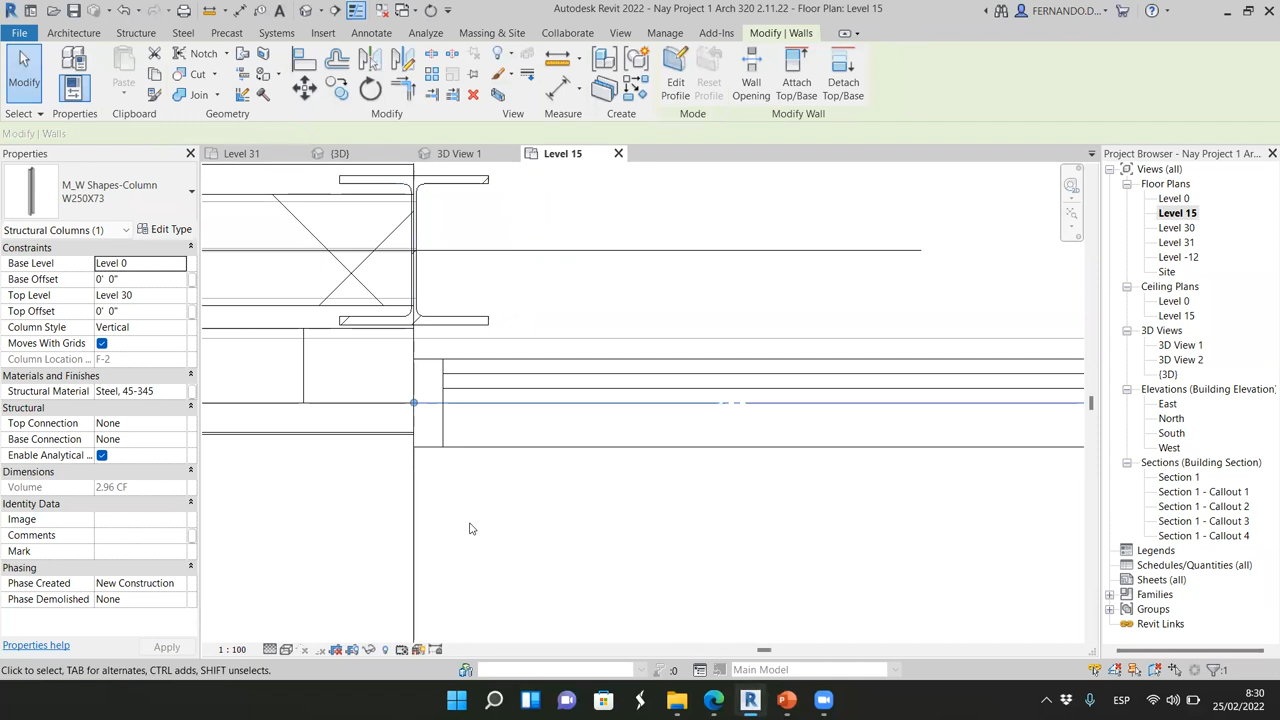 Autodesk Revit 2022 - Nay Project 1 Arch 320 2.11.22 - Floor Plan: Level 15
FERNANDO.D...
File Architecture Structure Steel Precast Systems Insert Annotate Analyze Massing & Site Collaborate View Manage Add-Ins Modify | Walls
Modify
Paste
Notch
Cut
Join
Edit Profile
Reset Profile
Wall Opening
Attach Top/Base
Detach Top/Base
Select Properties Clipboard Geometry Modify View Measure Create Mode Modify Wall
Modify | Walls
Properties
Level 31
{3D}
3D View 1
Level 15
Project Browser - Nay Project 1 Ar...
M_W Shapes-Column
W250X73
Structural Columns (1)
Edit Type
Constraints
Base Level Level 0
Base Offset 0' 0"
Top Level Level 30
Top Offset 0' 0"
Column Style Vertical
Moves With Grids
Column Location ... F-2
Materials and Finishes
Structural Material Steel, 45-345
Structural
Top Connection None
Base Connection None
Enable Analytical ...
Dimensions
Volume 2.96 CF
Identity Data
Image
Comments
Mark
Phasing
Phase Created New Construction
Phase Demolished None
Properties help
Apply
Views (all)
Floor Plans
Level 0
Level 15
Level 30
Level 31
Level -12
Site
Ceiling Plans
Level 0
Level 15
3D Views
3D View 1
3D View 2
{3D}
Elevations (Building Elevation)
East
North
South
West
Sections (Building Section)
Section 1
Section 1 - Callout 1
Section 1 - Callout 2
Section 1 - Callout 3
Section 1 - Callout 4
Legends
Schedules/Quantities (all)
Sheets (all)
Families
Groups
Revit Links
1 : 100
Click to select, TAB for alternates, CTRL adds, SHIFT unselects.
:0
Main Model
:1
ESP
8:30
25/02/2022